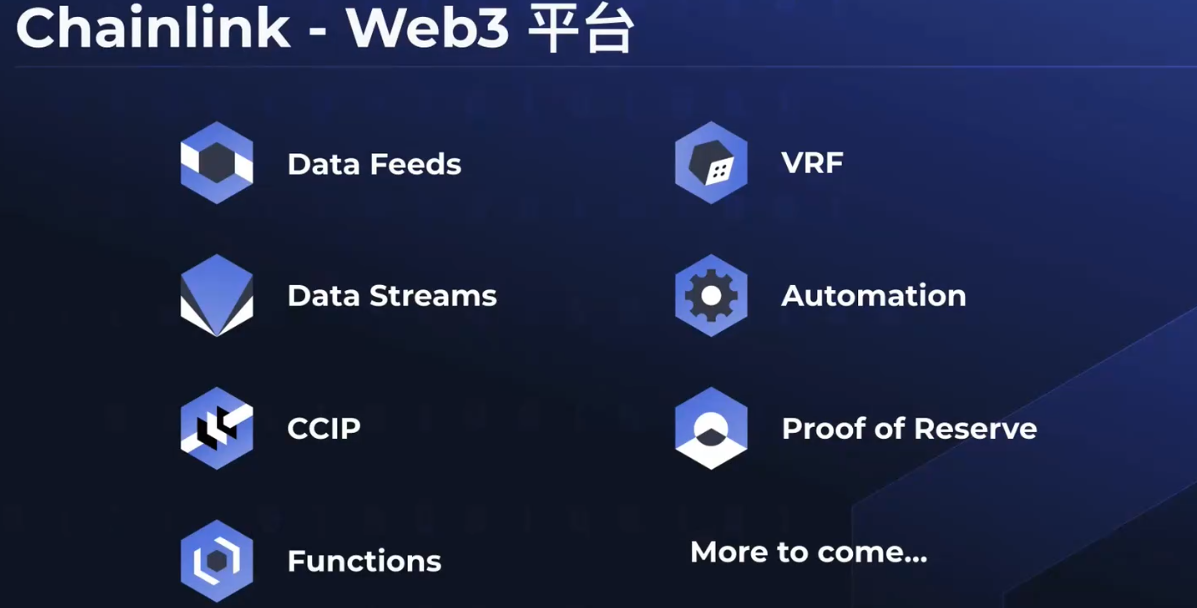 Chainlink - Web3 平台
Data Feeds
VRF
Data Streams
Automation
CCIP
Proof of Reserve
Functions
More to come...